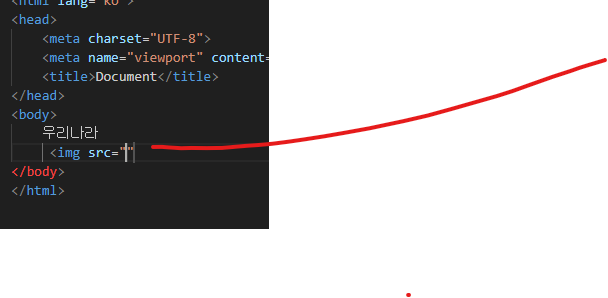 <html lang="ko">
<head>
<meta charset="UTF-8">
<meta name="viewport" content=
<title>Document</title>
</head>
<body>
우리나라
<img src=""
</body>
</html>